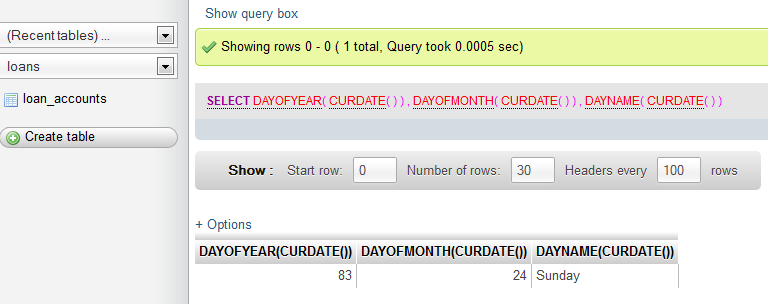 Show query box
(Recent tables) ...
Showing rows 0 - 0 ( 1 total, Query took 0.0005 sec)
loans
loan_accounts
SELECT DAYOFYEAR( CURDATE( ) ) , DAYOFMONTH( CURDATE( ) ) , DAYNAME( CURDATE( ) )
Create table
Show : Start row: 0 Number of rows: 30 Headers every 100 rows
+ Options
DAYOFYEAR(CURDATE()) DAYOFMONTH(CURDATE()) DAYNAME(CURDATE())
83 24 Sunday